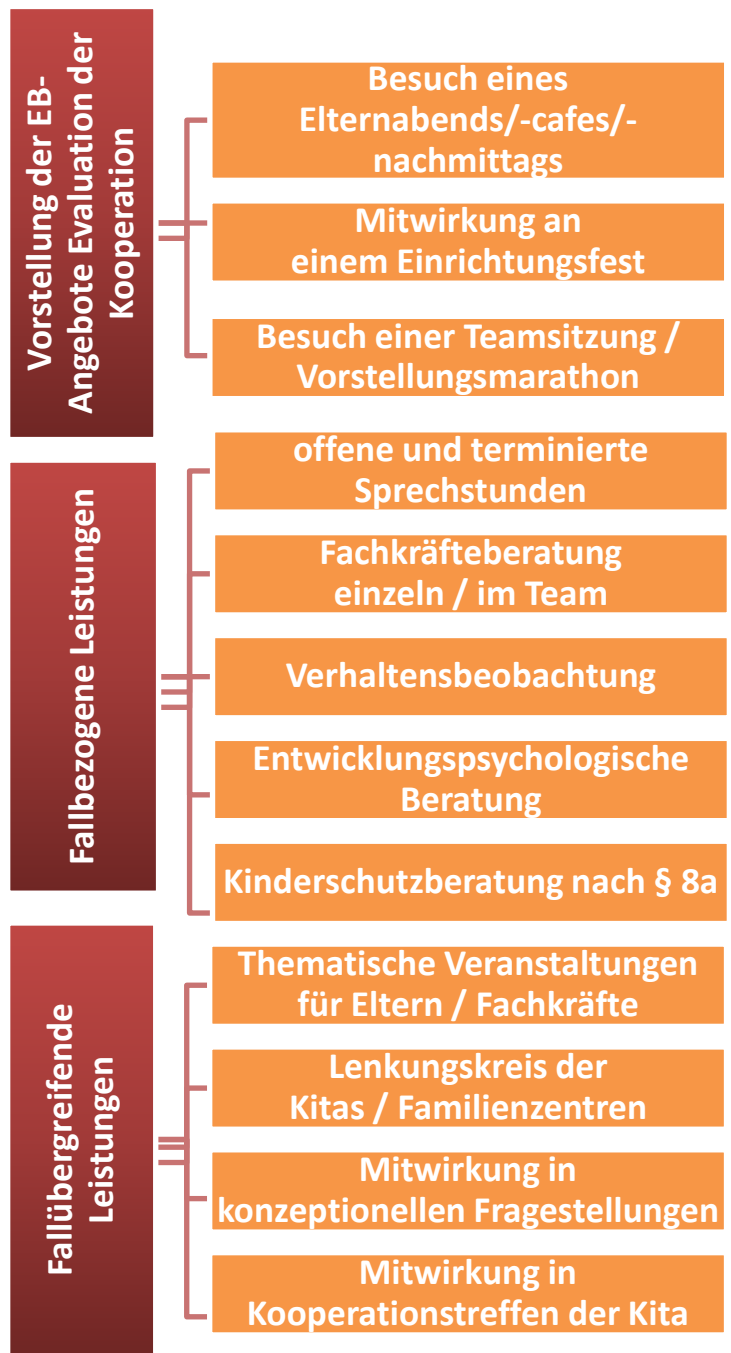 Vorstellung der EB-
Angebote Evaluation der
Kooperation
Besuch eines
Elternabends/-cafes/-
nachmittags
Mitwirkung an
einem Einrichtungsfest
Besuch einer Teamsitzung /
Vorstellungsmarathon
Fallbezogene Leistungen
offene und terminierte
Sprechstunden
Fachkräfteberatung
einzeln / im Team
Verhaltensbeobachtung
Entwicklungspsychologische
Beratung
Kinderschutzberatung nach § 8a
Fallübergreifende
Leistungen
Thematische Veranstaltungen
für Eltern / Fachkräfte
Lenkungskreis der
Kitas / Familienzentren
Mitwirkung in
konzeptionellen Fragestellungen
Mitwirkung in
Kooperationstreffen der Kita